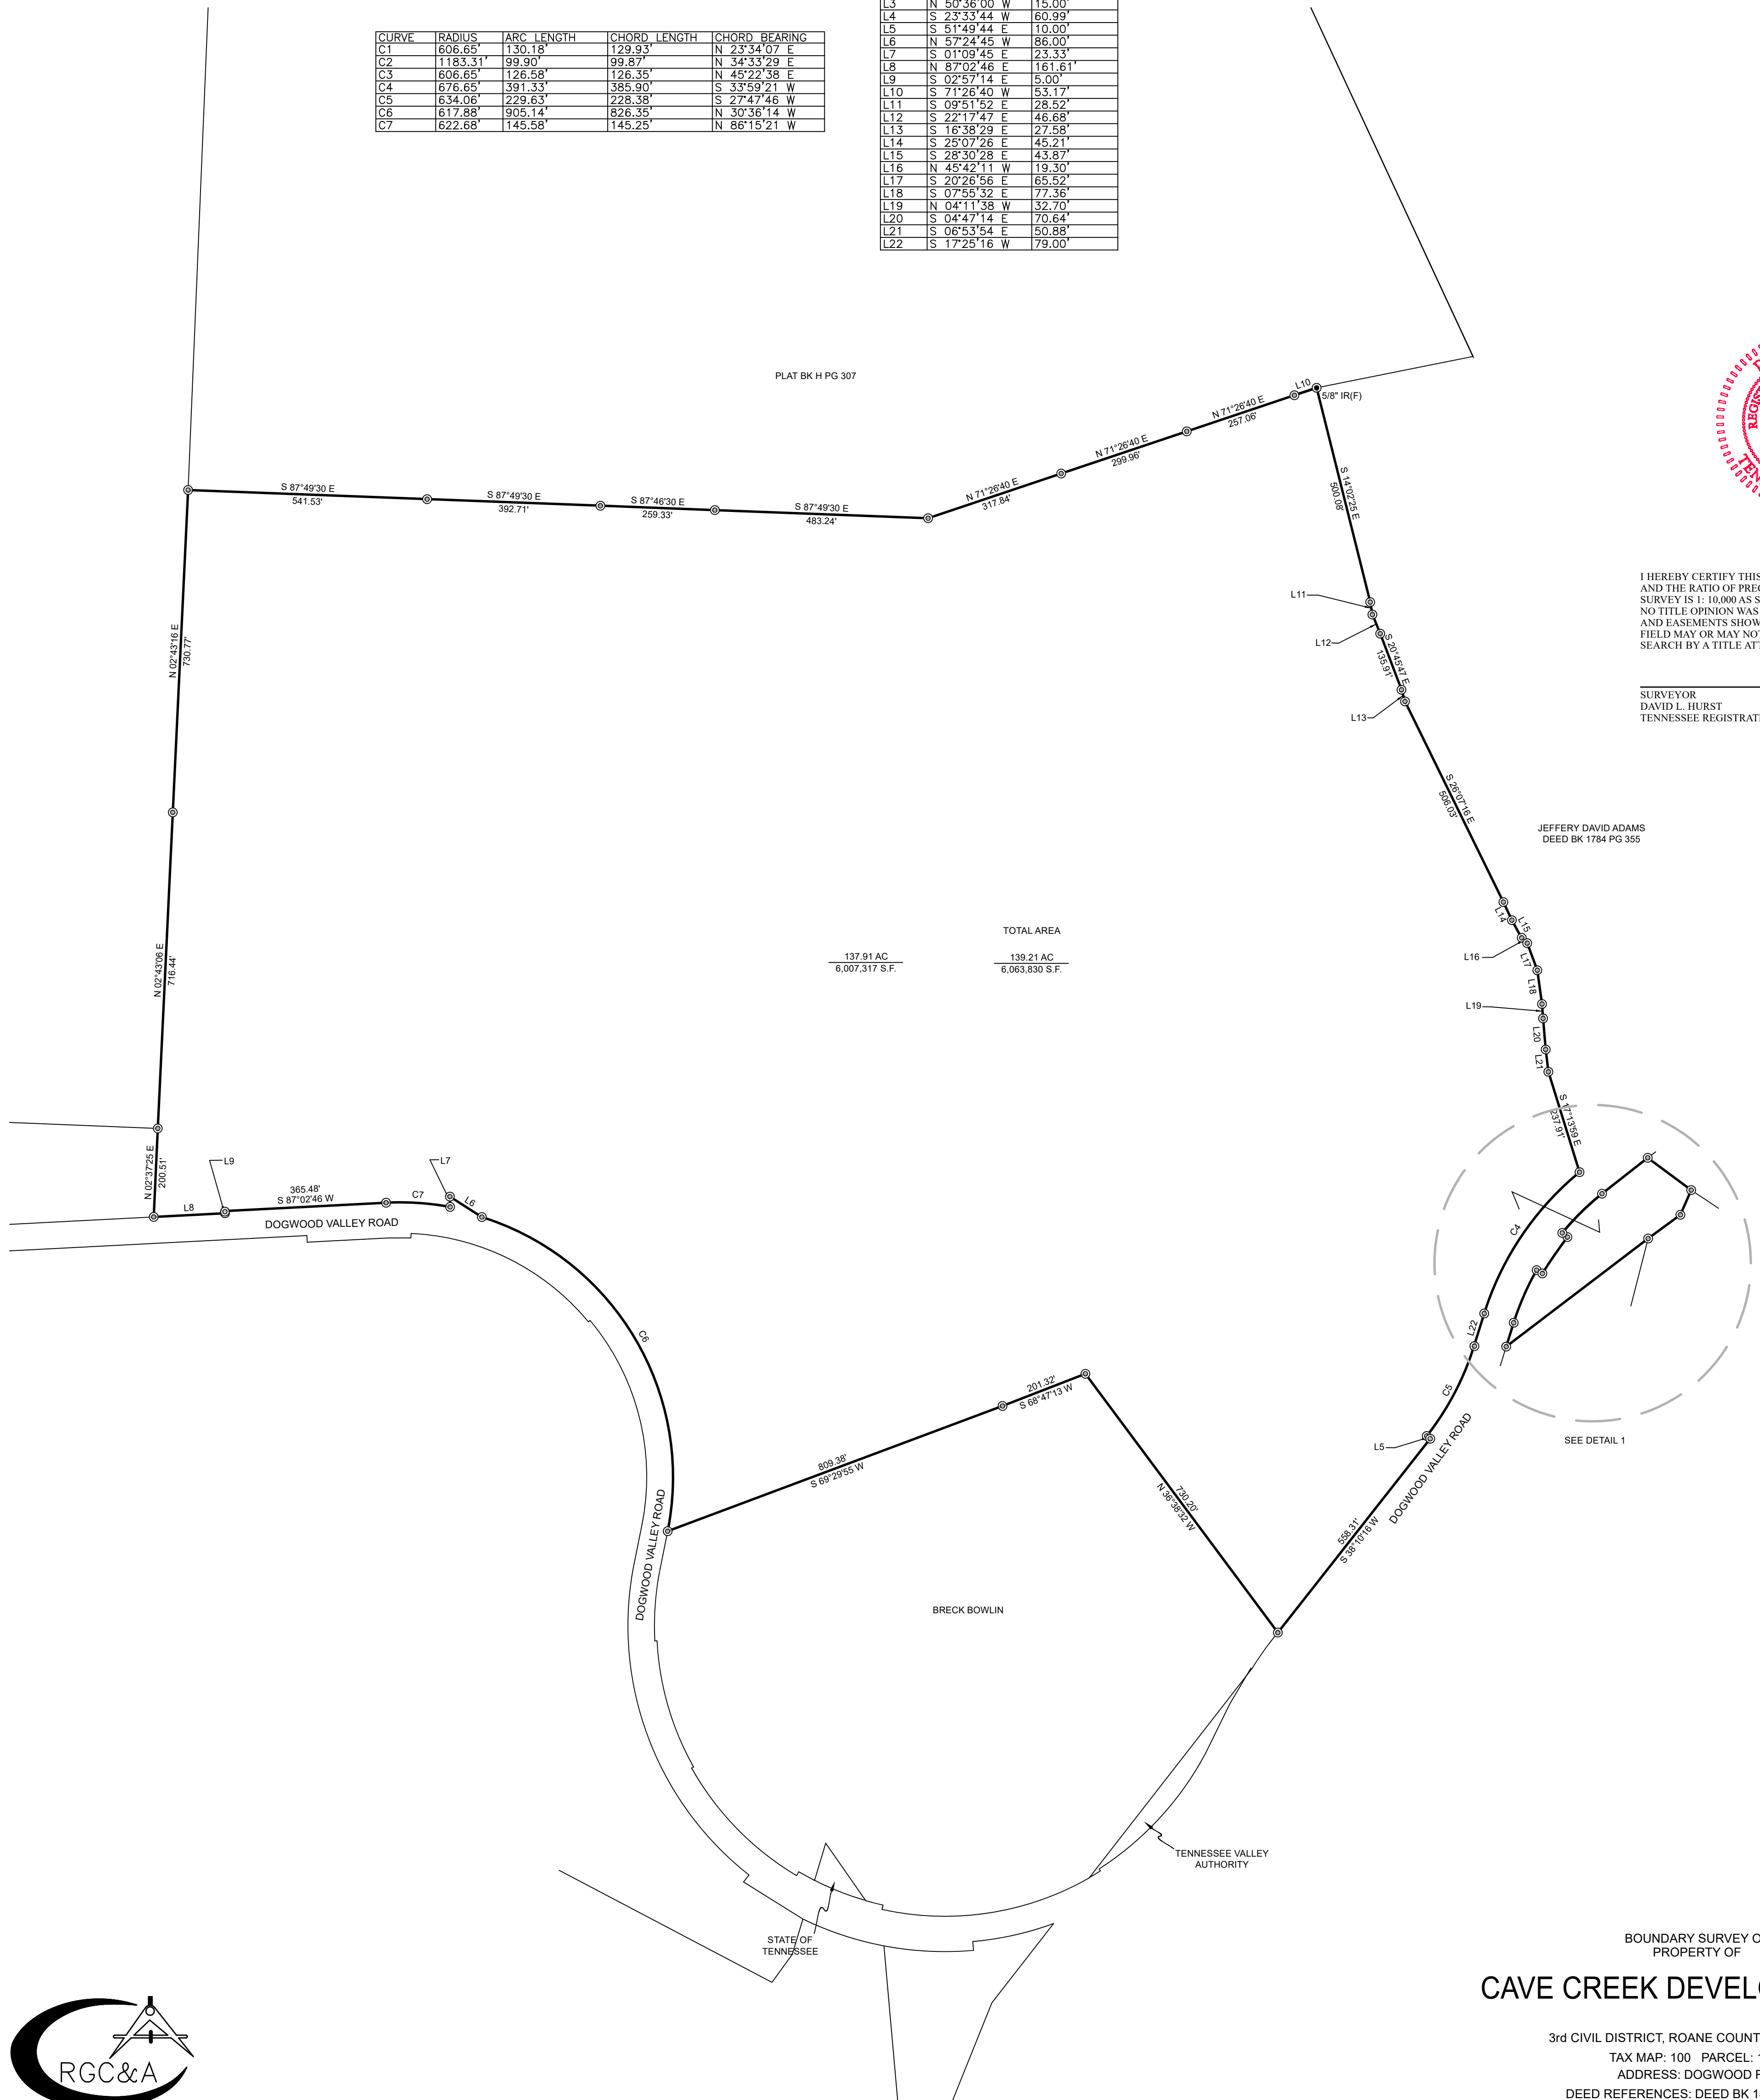 CURVE RADIUS ARC LENGTH CHORD LENGTH CHORD BEARING
C1 606.65' 130.18' 129.93' N 23°34'07 E
C2 1183.31' 99.90' 99.87' N 34°33'29 E
C3 606.65' 126.58' 126.35' N 45°22'38 E
C4 676.65' 391.33' 385.90' S 33°59'21 W
C5 634.06' 229.63' 228.38' S 27°47'46 W
C6 617.88' 905.14' 826.35' N 30°36'14 W
C7 622.68' 145.58' 145.25' N 86°15'21 W
L3 N 50°36'00 W 15.00'
L4 S 23°33'44 W 60.99'
L5 S 51°49'44 E 10.00'
L6 N 57°24'45 W 86.00'
L7 S 01°09'45 E 23.33'
L8 N 87°02'46 E 161.61'
L9 S 02°57'14 E 5.00'
L10 S 71°26'40 W 53.17'
L11 S 09°51'52 E 28.52'
L12 S 22°17'47 E 46.68'
L13 S 16°38'29 E 27.58'
L14 S 25°07'26 E 45.21'
L15 S 28°30'28 E 43.87'
L16 N 45°42'11 W 19.30'
L17 S 20°26'56 E 65.52'
L18 S 07°55'32 E 77.36'
L19 N 04°11'38 W 32.70'
L20 S 04°47'14 E 70.64'
L21 S 06°53'54 E 50.88'
L22 S 17°25'16 W 79.00'
PLAT BK H PG 307
L10
5/8" IR(F)
N 71°26'40 E
257.06'
N 71°26'40 E
299.96'
N 71°26'40 E
317.84'
S 87°49'30 E
541.53'
S 87°49'30 E
392.71'
S 87°46'30 E
259.33'
S 87°49'30 E
483.24'
S 14°02'25 E
500.08'
I HEREBY CERTIFY THIS
AND THE RATIO OF
SURVEY IS 1: 10,000 AS
NO TITLE OPINION WAS
AND EASEMENTS
FIELD MAY OR MAY
SEARCH BY A TITLE
SURVEYOR
DAVID L. HURST
TENNESSEE
L11
L12
S 20°45'47 E
135.91'
L13
S 26°07'16 E
506.03'
N 02°43'16 E
730.77'
JEFFERY DAVID ADAMS
DEED BK 1784 PG 355
L14
L15
L16
L17
L18
L19
L20
L21
TOTAL AREA
137.91 AC
6,007,317 S.F.
139.21 AC
6,063,830 S.F.
N 02°43'06 E
716.44'
S 17°13'59 E
237.91'
N 02°37'25 E
200.51'
L9
L7
L8
365.48'
S 87°02'46 W
C7
L6
DOGWOOD VALLEY ROAD
C4
C6
L22
C5
201.32'
S 68°47'13 W
809.38'
S 69°29'55 W
L5
DOGWOOD VALLEY ROAD
SEE DETAIL 1
730.20'
N 36°38'32 W
558.31'
S 38°10'16 W
DOGWOOD VALLEY ROAD
BRECK BOWLIN
TENNESSEE VALLEY
AUTHORITY
STATE OF
TENNESSEE
BOUNDARY SURVEY
PROPERTY OF
CAVE CREEK
3rd CIVIL DISTRICT, ROANE
TAX MAP: 100 PARCEL:
ADDRESS: DOGWOOD
DEED REFERENCES: DEED BK
RGC&A